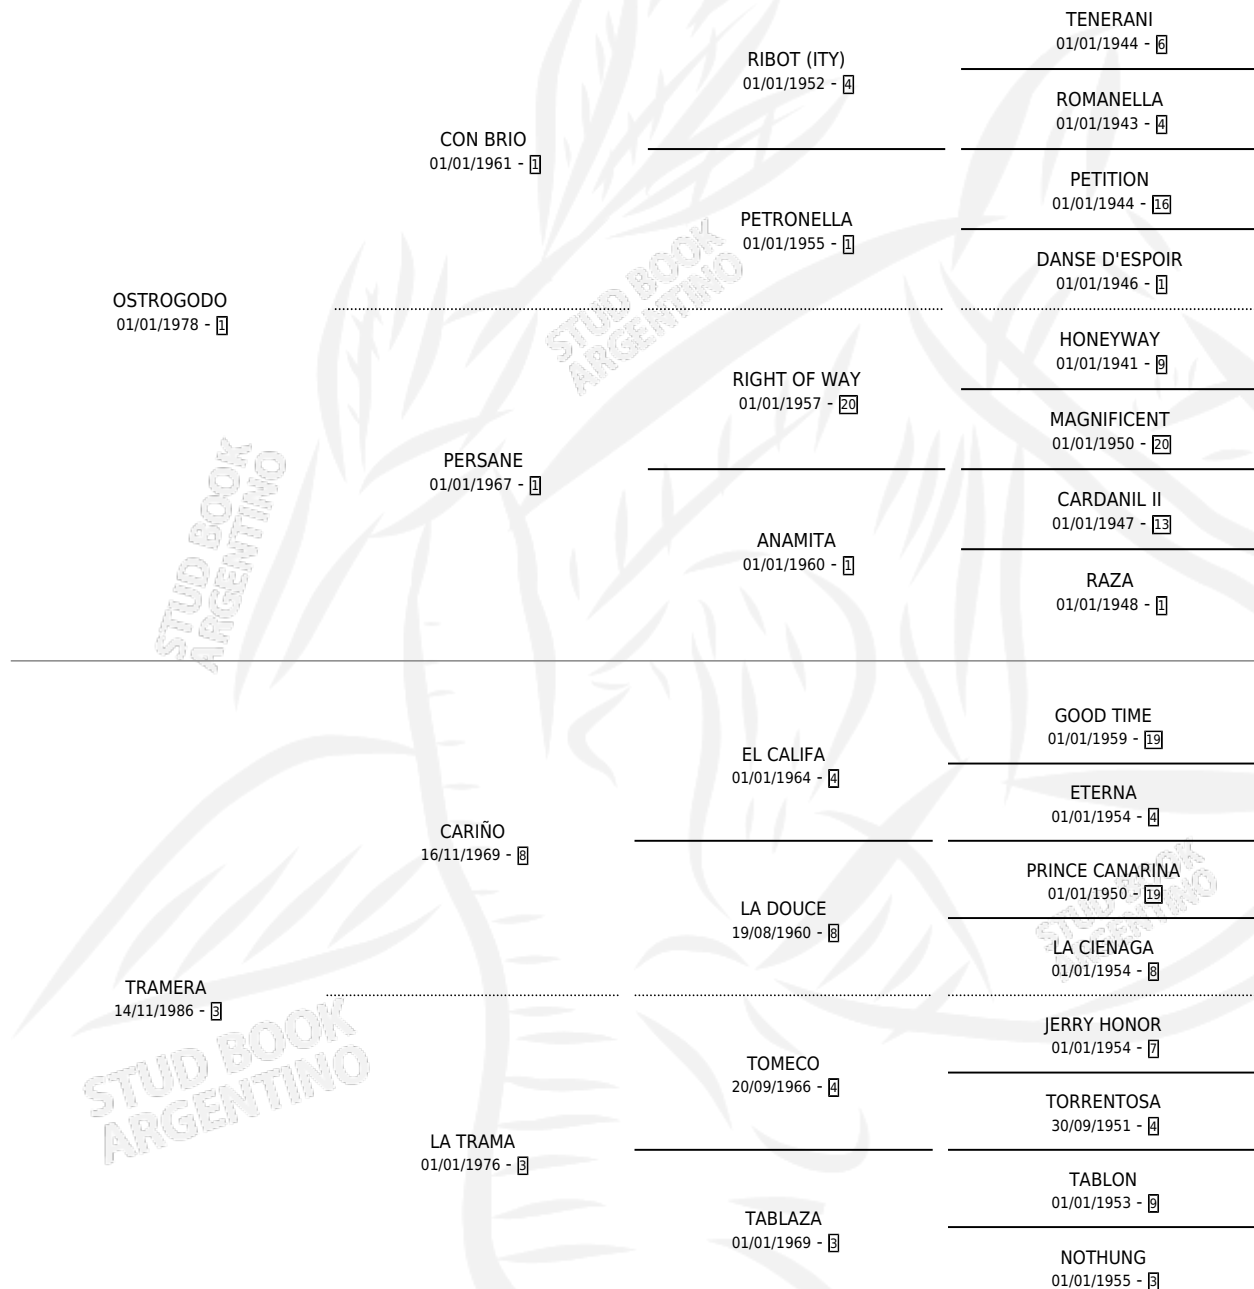 TENERANI
01/01/1944 - 6
RIBOT (ITY)
01/01/1952 - 4
ROMANELLA
01/01/1943 - 4
CON BRIO
01/01/1961 - 1
PETITION
01/01/1944 - 16
PETRONELLA
01/01/1955 - 1
DANSE D'ESPOIR
01/01/1946 - 1
OSTROGODO
01/01/1978 - 1
HONEYWAY
01/01/1941 - 9
RIGHT OF WAY
01/01/1957 - 20
MAGNIFICENT
01/01/1950 - 20
PERSANE
01/01/1967 - 1
CARDANIL II
01/01/1947 - 13
ANAMITA
01/01/1960 - 1
RAZA
01/01/1948 - 1
GOOD TIME
01/01/1959 - 19
EL CALIFA
01/01/1964 - 4
ETERNA
01/01/1954 - 4
CARIÑO
16/11/1969 - 8
PRINCE CANARINA
01/01/1950 - 19
LA DOUCE
19/08/1960 - 8
LA CIENAGA
01/01/1954 - 8
TRAMERA
14/11/1986 - 3
JERRY HONOR
01/01/1954 - 7
TOMECO
20/09/1966 - 4
TORRENTOSA
30/09/1951 - 4
LA TRAMA
01/01/1976 - 3
TABLON
01/01/1953 - 9
TABLAZA
01/01/1969 - 3
NOTHUNG
01/01/1955 - 3
STUD BOOK
ARGENTINO
STUD BOOK
ARGENTINO
STUD BOOK
ARGENTINO
STUD BOOK
ARGENTINO